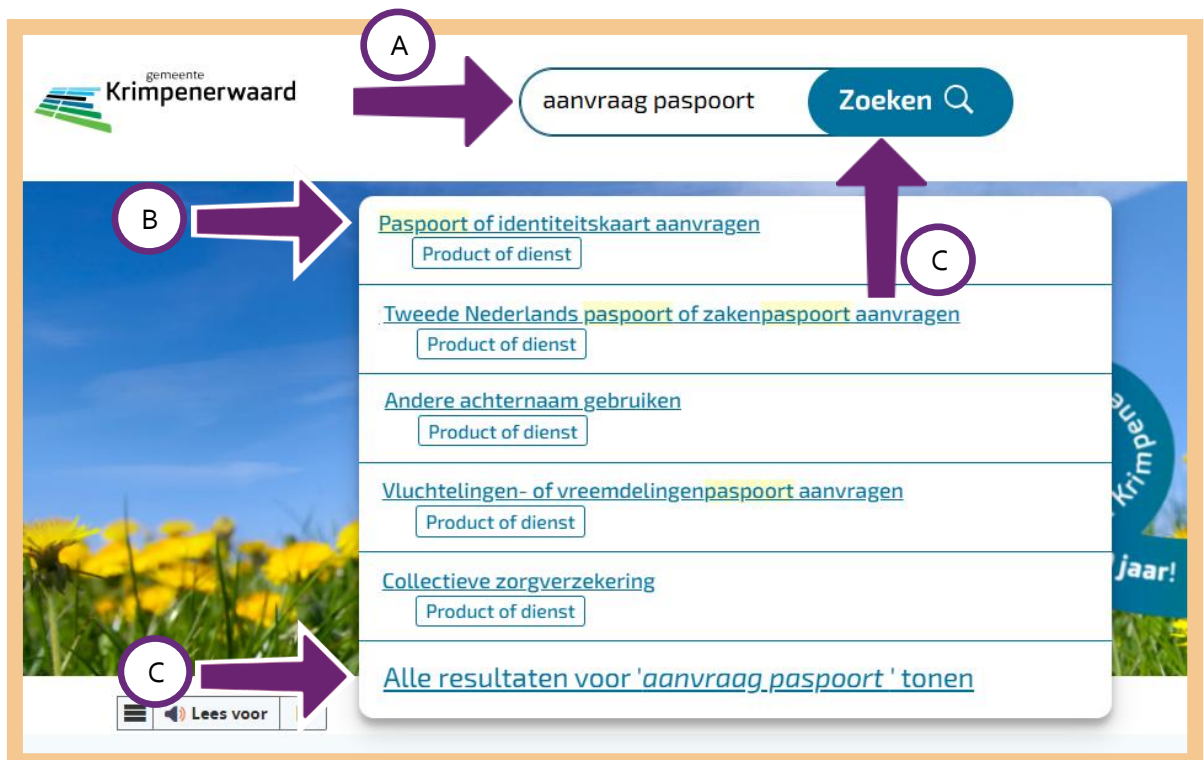 A
gemeente
Krimpenerwaard
aanvraag paspoort
Zoeken
B
Paspoort of identiteitskaart aanvragen
Product of dienst
C
Tweede Nederlands paspoort of zakenpaspoort aanvragen
Product of dienst
Andere achternaam gebruiken
Product of dienst
Vluchtelingen- of vreemdelingenpaspoort aanvragen
Product of dienst
Collectieve zorgverzekering
Product of dienst
jaar!
C
Alle resultaten voor 'aanvraag paspoort ' tonen
Lees voor